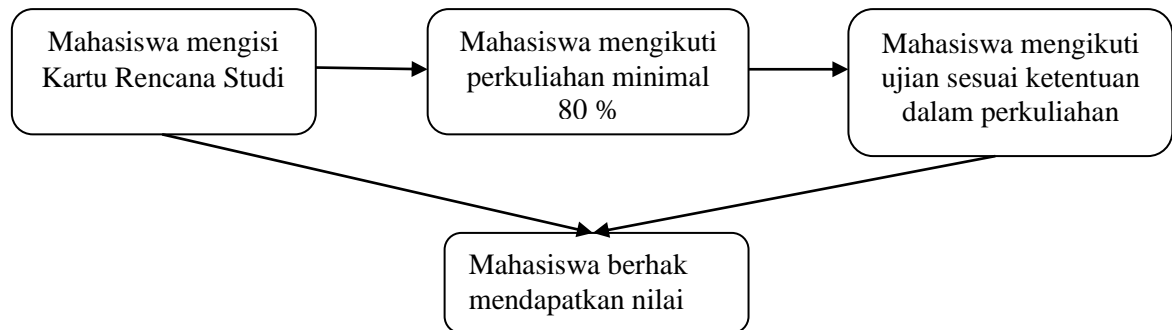 Mahasiswa mengisi
Kartu Rencana Studi
Mahasiswa mengikuti
perkuliahan minimal
80 %
Mahasiswa mengikuti
ujian sesuai ketentuan
dalam perkuliahan
Mahasiswa berhak
mendapatkan nilai